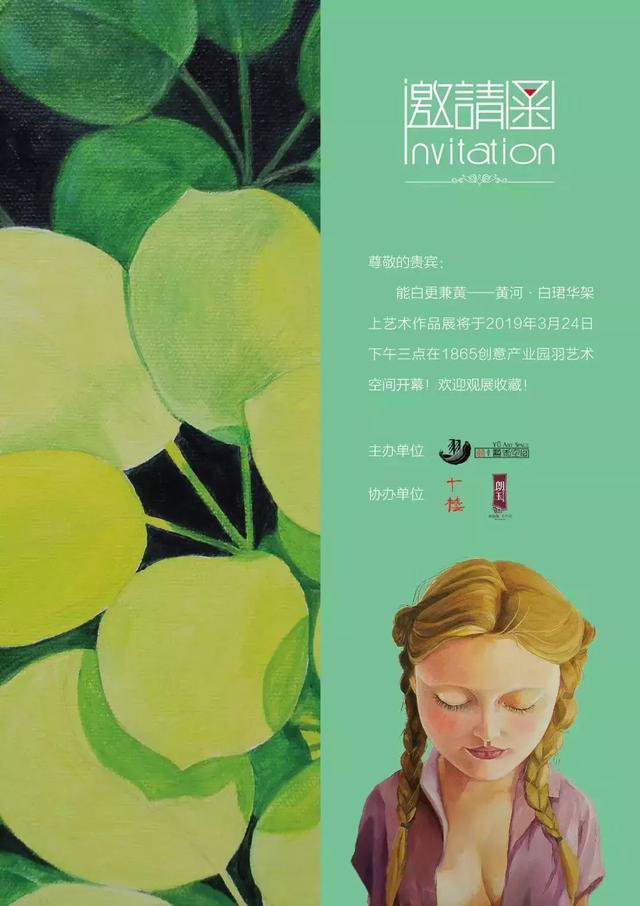 邀請函
Invitation
尊敬的贵宾：
能白更兼黄——黄河·白珺华架
上艺术作品展将于2019年3月24日
下午三点在1865创意产业园羽艺术
空间开幕！欢迎观展收藏！
主办单位
YU ART SPACE
协办单位
十楼
朗玉